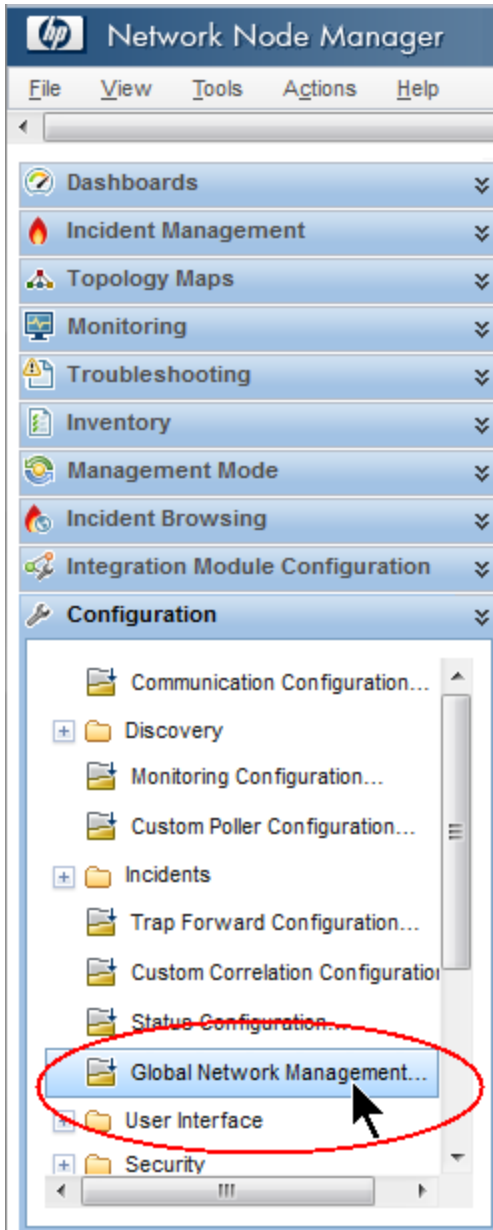 hp Network Node Manager
File View Tools Actions Help
Dashboards
Incident Management
Topology Maps
Monitoring
Troubleshooting
Inventory
Management Mode
Incident Browsing
Integration Module Configuration
Configuration
Communication Configuration...
Discovery
Monitoring Configuration...
Custom Poller Configuration...
Incidents
Trap Forward Configuration...
Custom Correlation Configuration
Status Configuration...
Global Network Management...
User Interface
Security